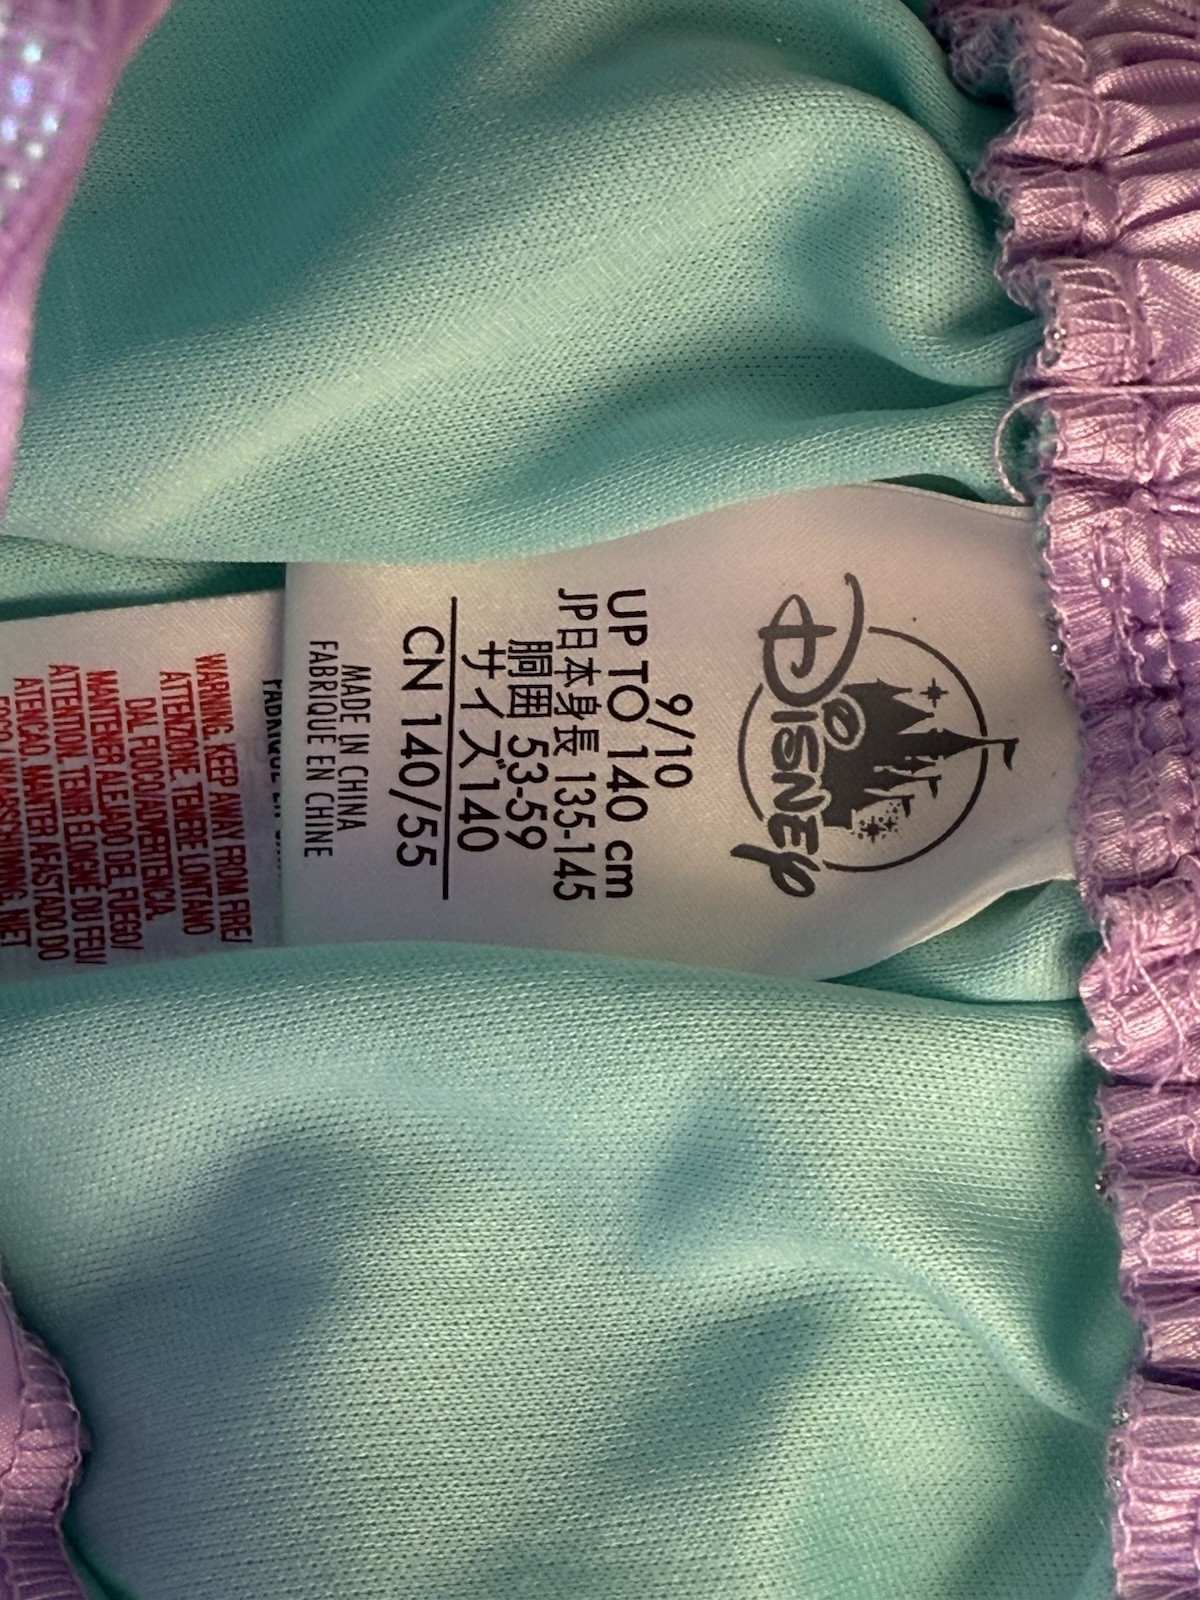 Disney
9/10
UP TO 140 cm
JP日本身長 135-145
胴囲 53-59
サイズ140
CN 140/55
MADE IN CHINA
FABRIQUE EN CHINE
WARNING. KEEP AWAY FROM FIRE/
ATTENZIONE. TENERE LONTANO
DAL FUOCO/ADVERTENCIA.
MANTENER ALEJADO DEL FUEGO/
ATTENTION. TENIR ELOIGNE DU FEU/
ATENCAO. MANTER AFASTADO DO